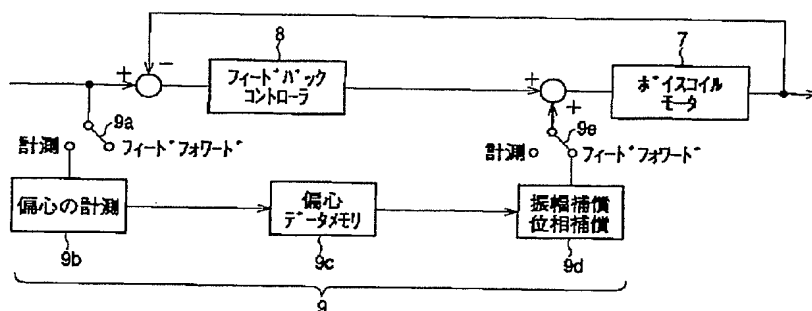 8
7
+
−
フィードバック
コントローラ
+
+
ボイスコイル
モータ
9a
計測
フィードフォワード
9e
計測
フィードフォワード
偏心の計測
偏心
データメモリ
振幅補償
位相補償
9b
9c
9d
9